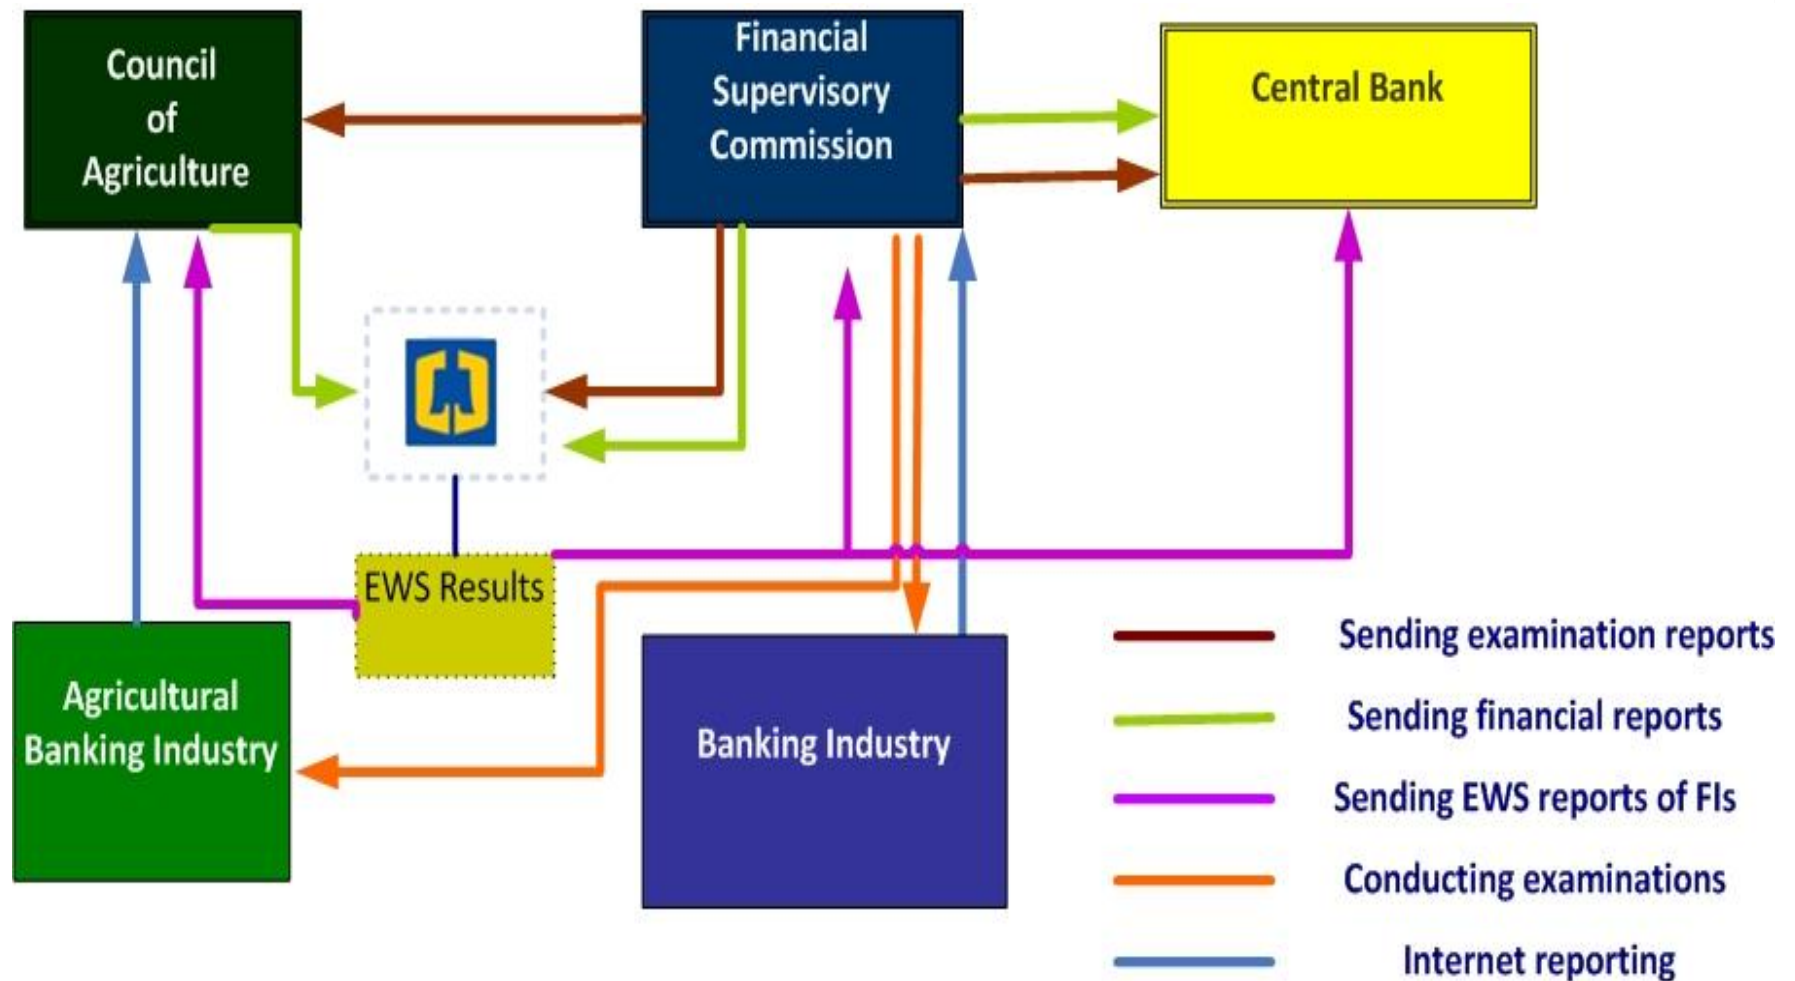 Council
of
Agriculture
Financial
Supervisory
Commission
Central Bank
EWS Results
Agricultural
Banking Industry
Banking Industry
Sending examination reports
Sending financial reports
Sending EWS reports of FIs
Conducting examinations
Internet reporting